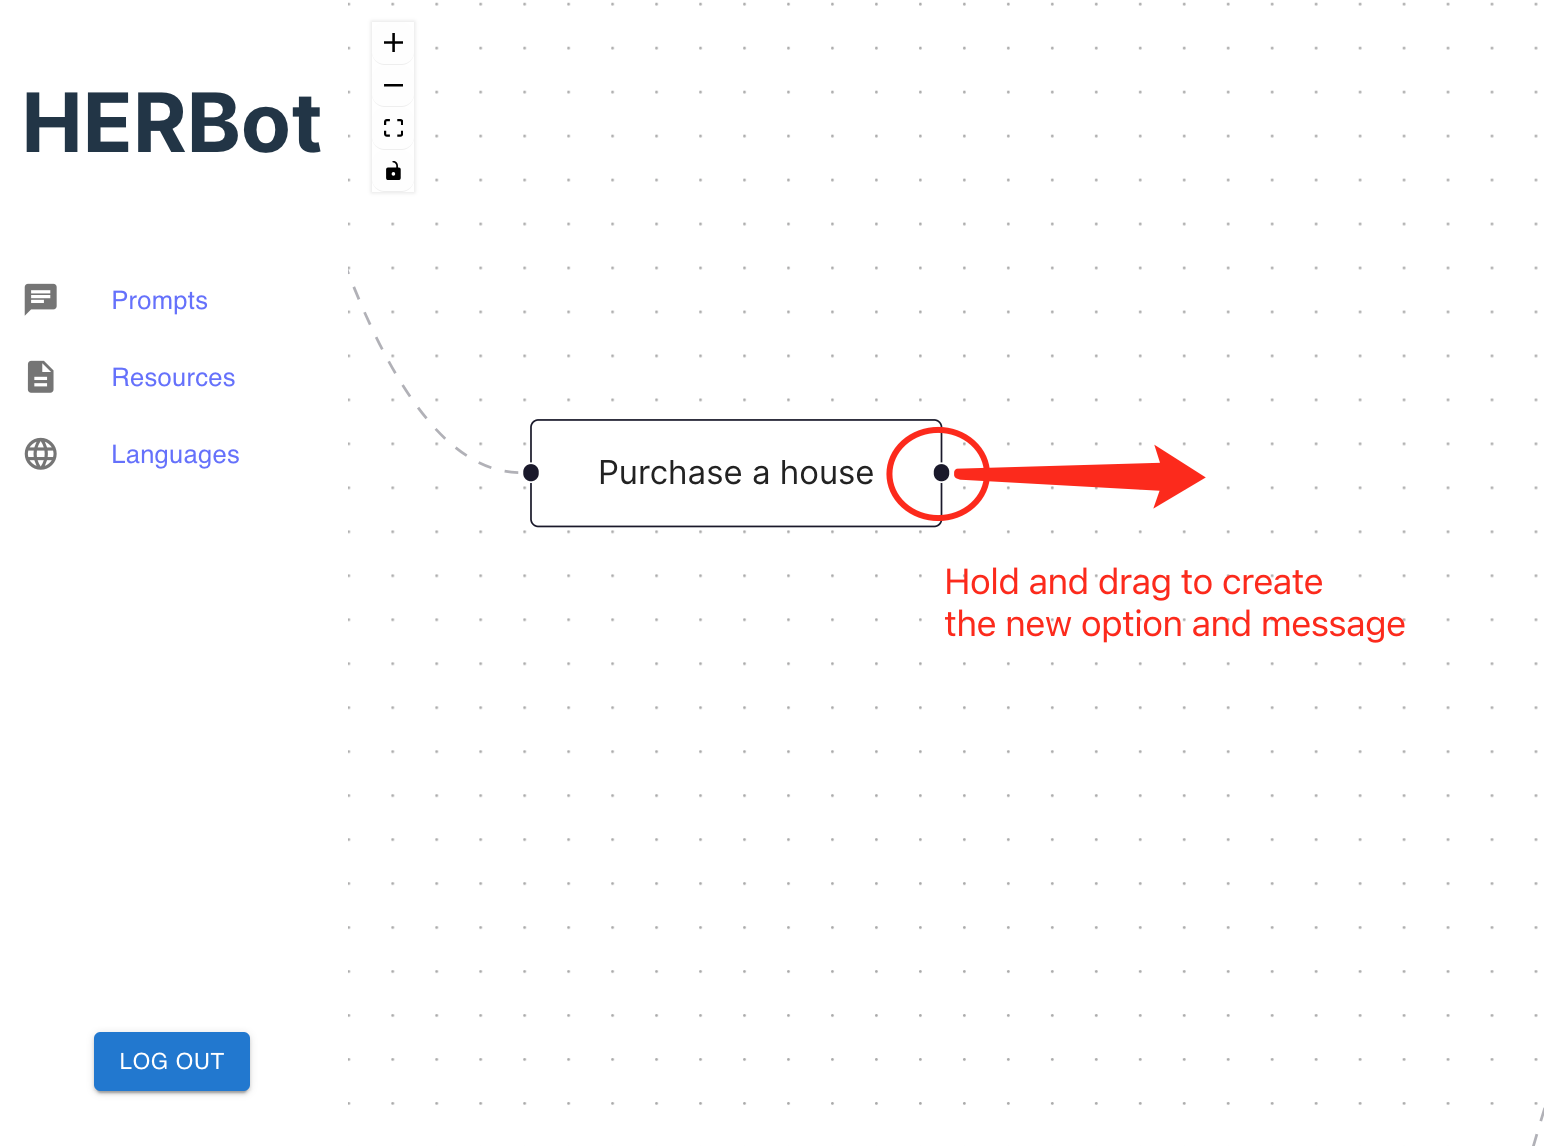 HERBot
Prompts
Resources
Languages
LOG OUT
Purchase a house
Hold and drag to create
the new option and message